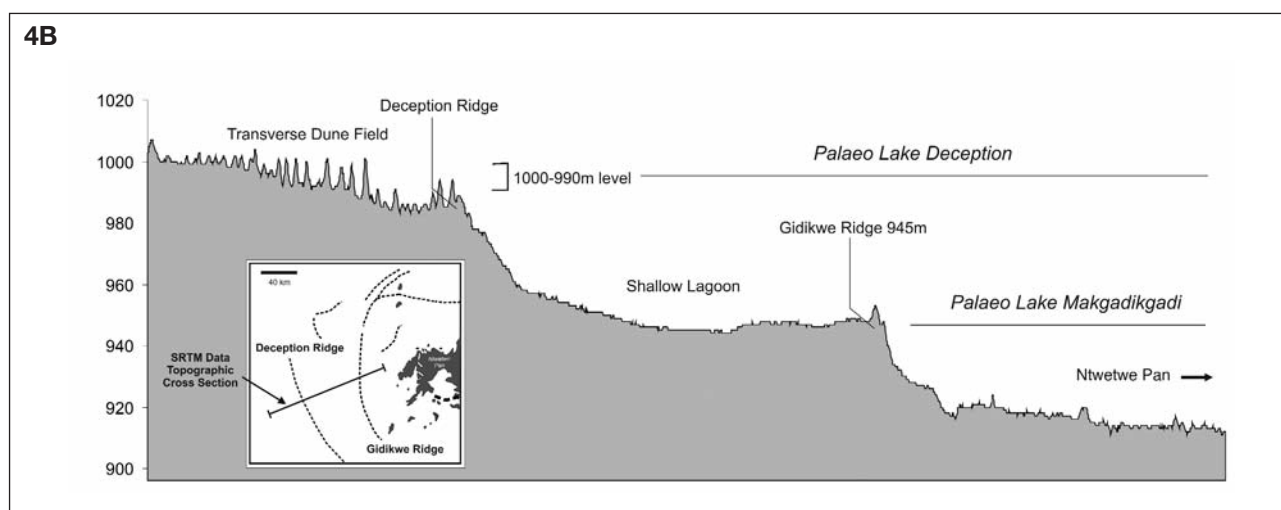 4B
1020
1000
980
960
940
920
900
Transverse Dune Field
Deception Ridge
1000-990m level
Palaeo Lake Deception
Gidikwe Ridge 945m
Shallow Lagoon
Palaeo Lake Makgadikgadi
Ntwetwe Pan
40 km
Deception Ridge
SRTM Data
Topographic
Cross Section
Ntwetwe
Pan
Gidikwe Ridge